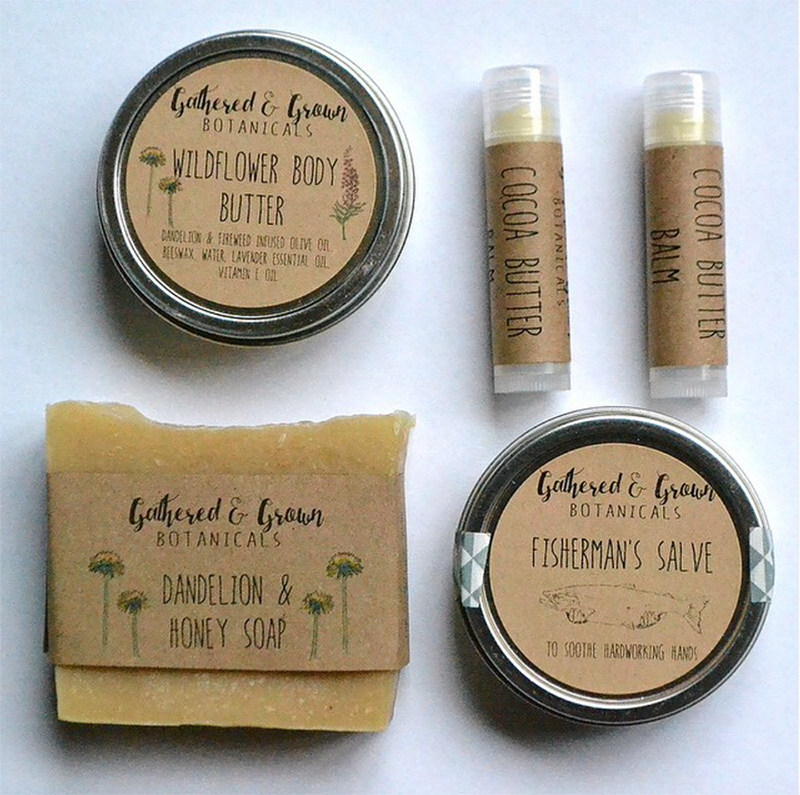 Gathered & Grown
BOTANICALS
WILDFLOWER BODY
BUTTER
DANDELION & FIREWEED INFUSED OLIVE OIL,
BEESWAX, WATER, LAVENDER ESSENTIAL OIL,
VITAMIN E OIL
BOTANICALS
COCOA BUTTER
BALM
COCOA BUTTER
BALM
Gathered & Grown
BOTANICALS
DANDELION &
HONEY SOAP
Gathered & Grown
BOTANICALS
FISHERMAN'S SALVE
TO SOOTHE HARDWORKING HANDS